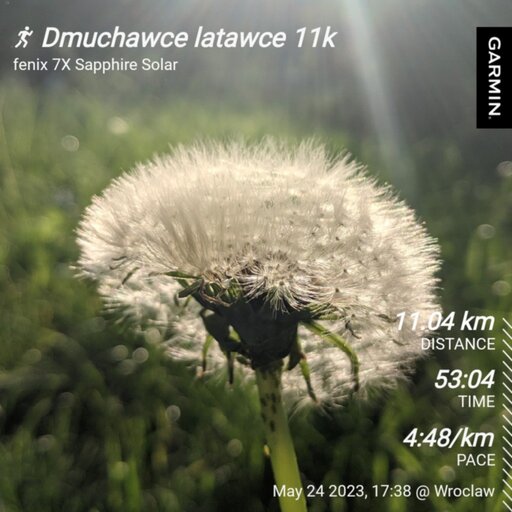 Dmuchawce latawce 11k
fenix 7X Sapphire Solar
GARMIN.
11.04 km
DISTANCE
53:04
TIME
4:48/km
PACE
May 24 2023, 17:38 @ Wroclaw